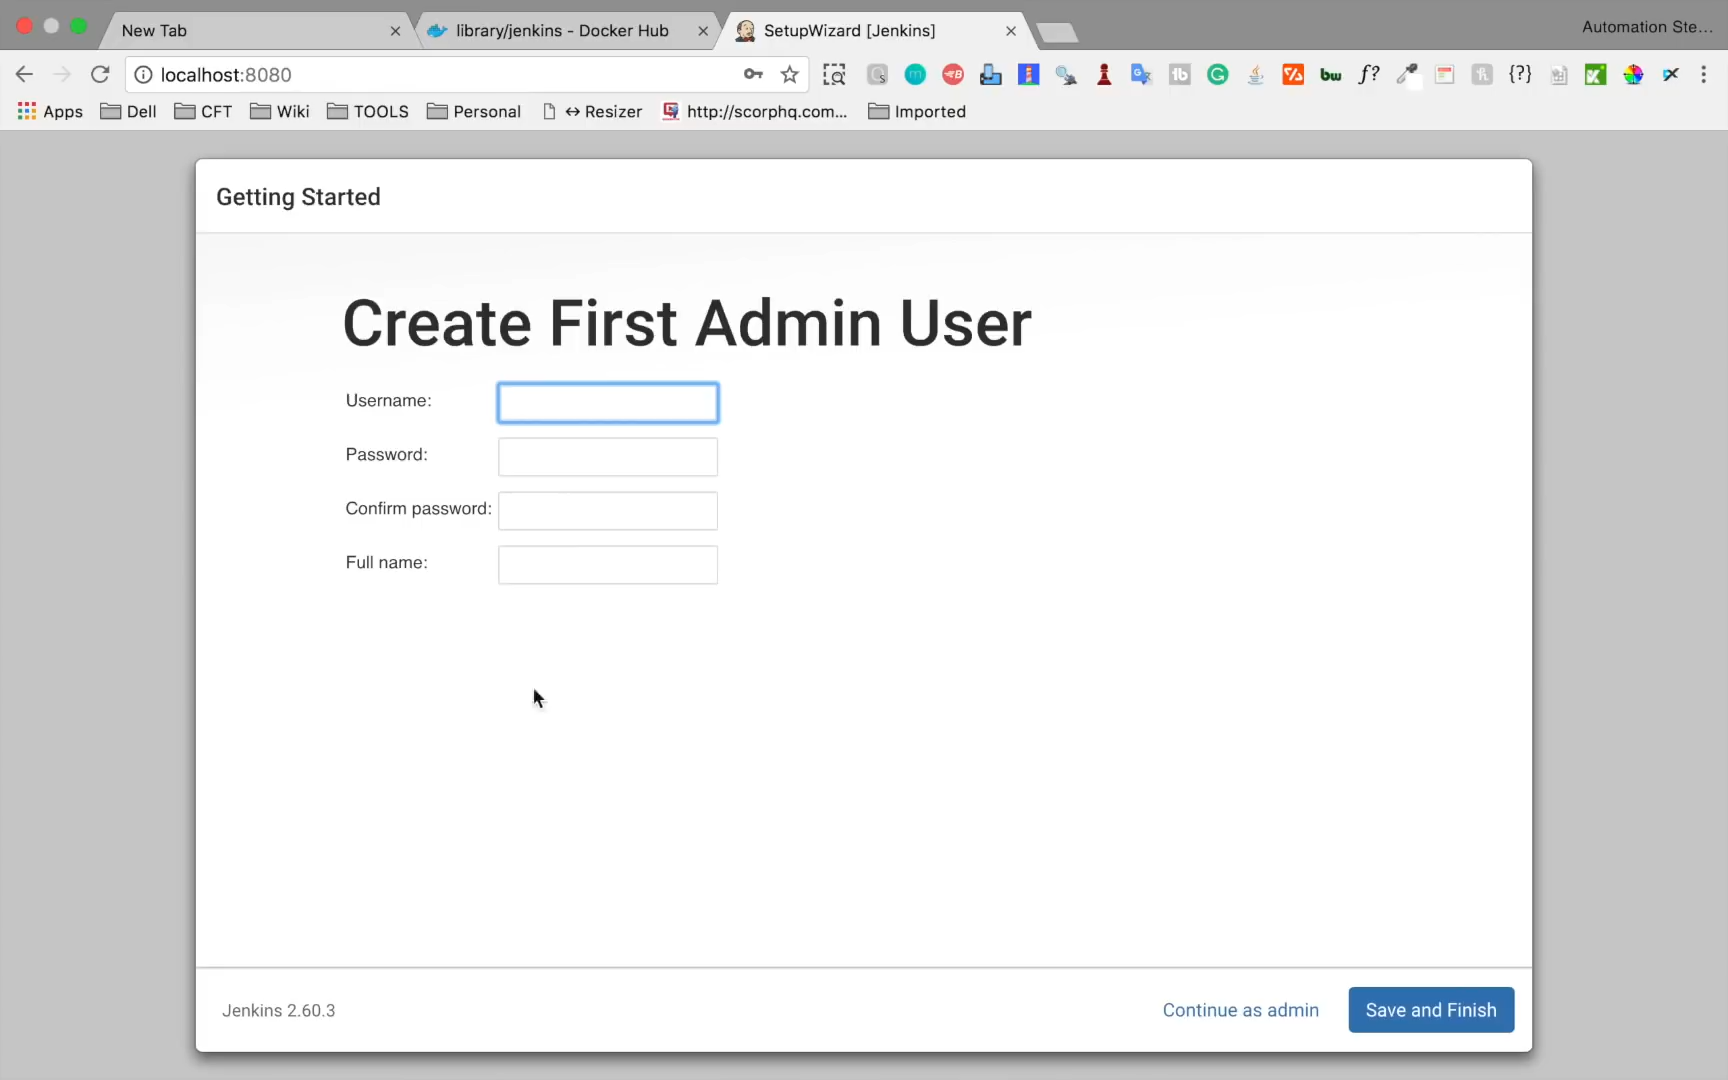 New Tab
library/jenkins - Docker Hub
SetupWizard [Jenkins]
Automation Ste...
localhost:8080
Apps
Dell
CFT
Wiki
TOOLS
Personal
↔ Resizer
http://scorphq.com...
Imported
Getting Started
Create First Admin User
Username:
Password:
Confirm password:
Full name:
Jenkins 2.60.3
Continue as admin
Save and Finish